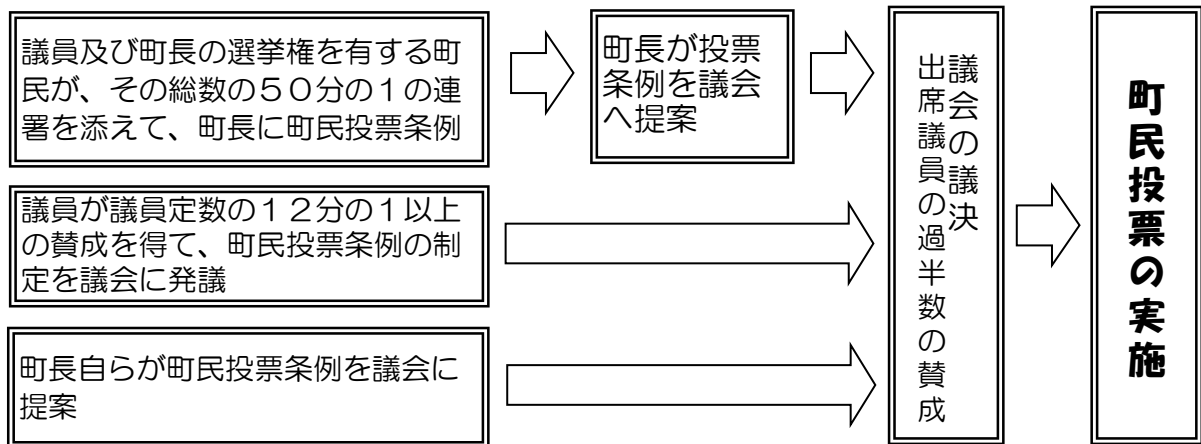 議員及び町長の選挙権を有する町
民が、その総数の５０分の１の連
署を添えて、町長に町民投票条例
町長が投票
条例を議会
へ提案
議員が議員定数の１２分の１以上
の賛成を得て、町民投票条例の制
定を議会に発議
町長自らが町民投票条例を議会に
提案
議会の議決
出席議員の過半数の賛成
町民投票の実施